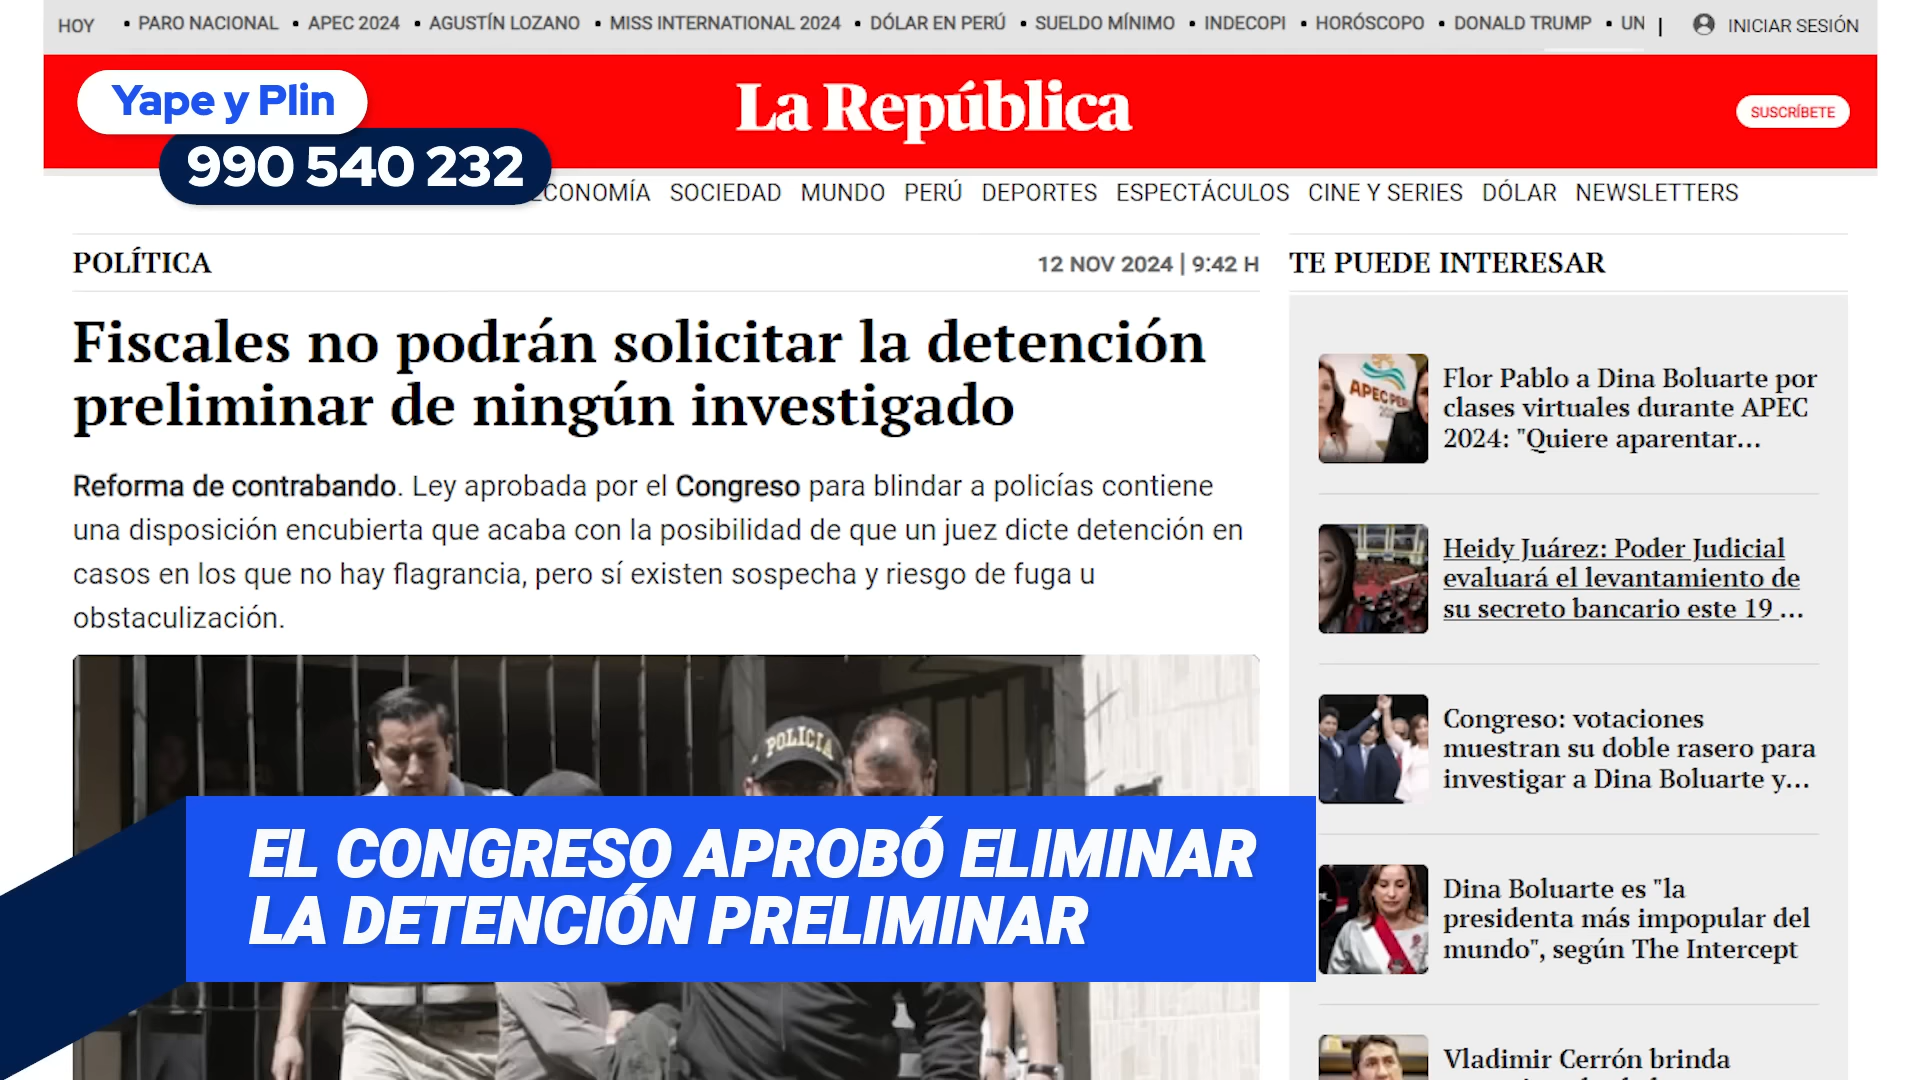 HOY • PARO NACIONAL • APEC 2024 • AGUSTÍN LOZANO • MISS INTERNATIONAL 2024 • DÓLAR EN PERÚ • SUELDO MÍNIMO • INDECOPI • HORÓSCOPO • DONALD TRUMP • UN | INICIAR SESIÓN
Yape y Plin
990 540 232
La República
SUSCRÍBETE
ECONOMÍA SOCIEDAD MUNDO PERÚ DEPORTES ESPECTÁCULOS CINE Y SERIES DÓLAR NEWSLETTERS
POLÍTICA
12 NOV 2024 | 9:42 H
Fiscales no podrán solicitar la detención
preliminar de ningún investigado
Reforma de contrabando. Ley aprobada por el Congreso para blindar a policías contiene
una disposición encubierta que acaba con la posibilidad de que un juez dicte detención en
casos en los que no hay flagrancia, pero sí existen sospecha y riesgo de fuga u
obstaculización.
POLICIA
EL CONGRESO APROBÓ ELIMINAR
LA DETENCIÓN PRELIMINAR
TE PUEDE INTERESAR
APEC PERÚ
Flor Pablo a Dina Boluarte por
clases virtuales durante APEC
2024: "Quiere aparentar...
Heidy Juárez: Poder Judicial
evaluará el levantamiento de
su secreto bancario este 19 ...
Congreso: votaciones
muestran su doble rasero para
investigar a Dina Boluarte y...
Dina Boluarte es "la
presidenta más impopular del
mundo", según The Intercept
Vladimir Cerrón brinda